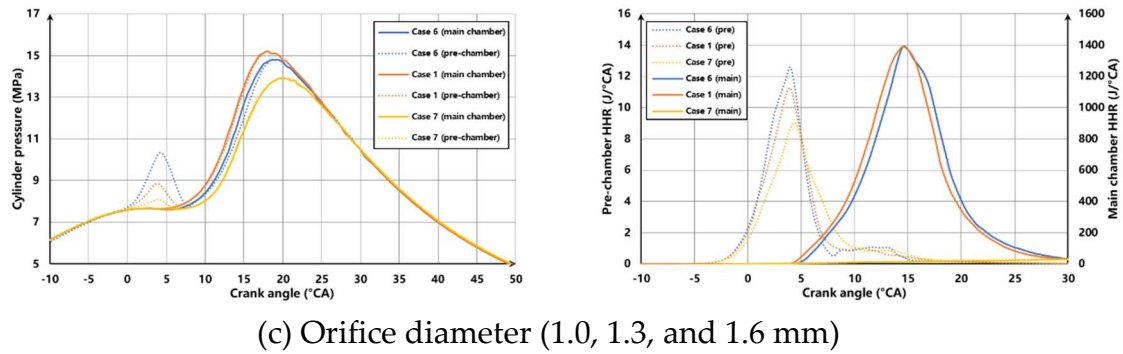 17
15
13
11
9
7
5
Cylinder pressure (MPa)
Case 6 (main chamber)
Case 6 (pre-chamber)
Case 1 (main chamber)
Case 1 (pre-chamber)
Case 7 (main chamber)
Case 7 (pre-chamber)
-10 -5 0 5 10 15 20 25 30 35 40 45 50
Crank angle (°CA)
16
14
12
10
8
6
4
2
0
Pre-chamber HHR (J/°CA)
Case 6 (pre)
Case 1 (pre)
Case 7 (pre)
Case 6 (main)
Case 1 (main)
Case 7 (main)
1600
1400
1200
1000
800
600
400
200
0
Main chamber HHR (J/°CA)
-10 -5 0 5 10 15 20 25 30
Crank angle (°CA)
(c) Orifice diameter (1.0, 1.3, and 1.6 mm)